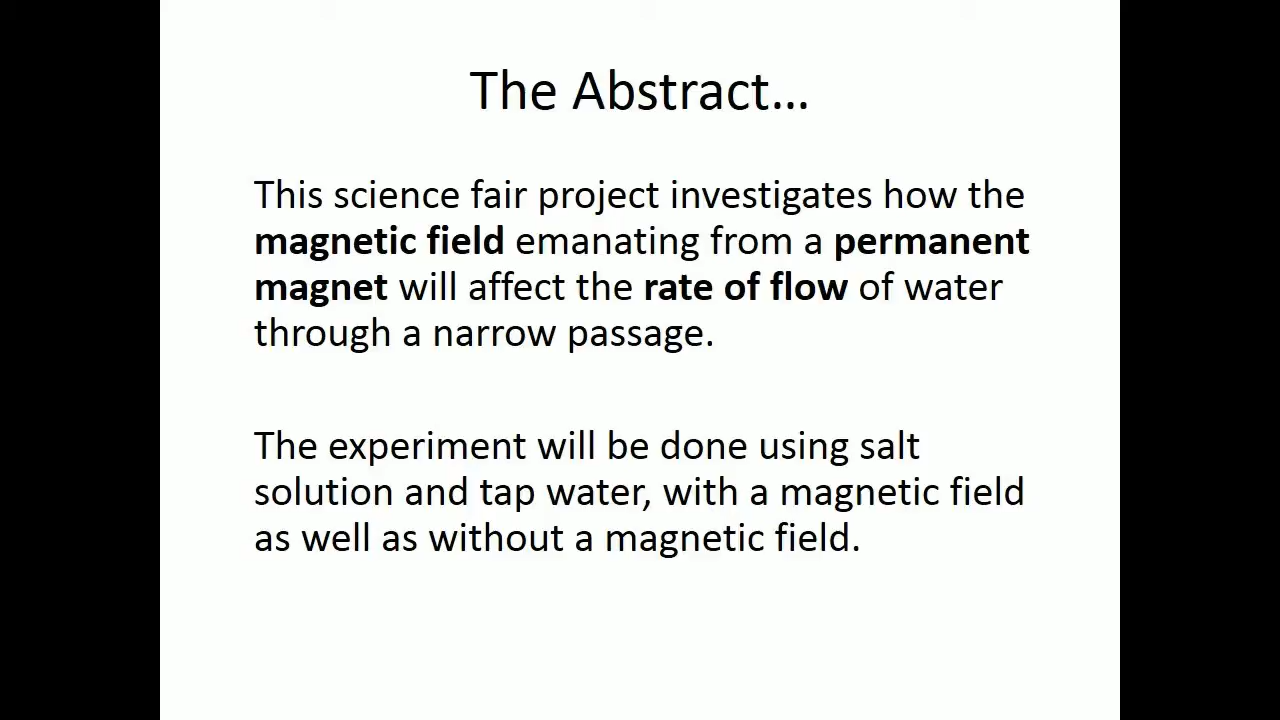 The Abstract...
This science fair project investigates how the
magnetic field emanating from a permanent
magnet will affect the rate of flow of water
through a narrow passage.
The experiment will be done using salt
solution and tap water, with a magnetic field
as well as without a magnetic field.